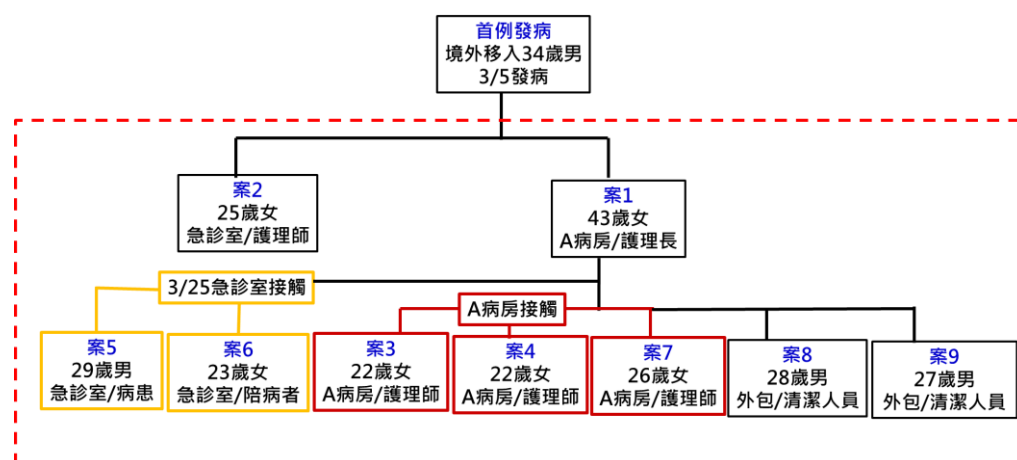 首例發病
境外移入34歲男
3/5發病
案2
25歲女
急診室/護理師
案1
43歲女
A病房/護理長
3/25急診室接觸
A病房接觸
案5
29歲男
急診室/病患
案6
23歲女
急診室/陪病者
案3
22歲女
A病房/護理師
案4
22歲女
A病房/護理師
案7
26歲女
A病房/護理師
案8
28歲男
外包/清潔人員
案9
27歲男
外包/清潔人員